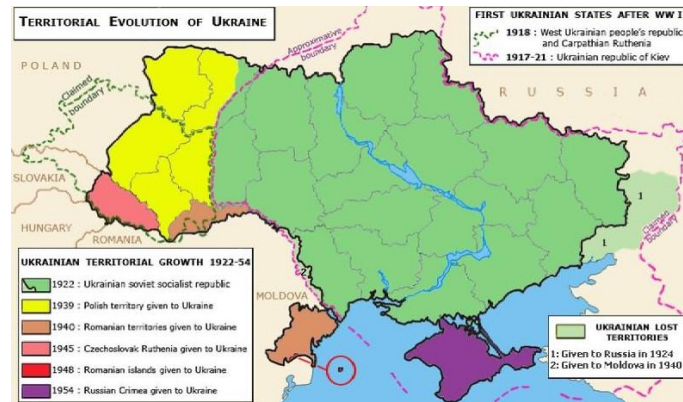 TERRITORIAL EVOLUTION OF UKRAINE
FIRST UKRAINIAN STATES AFTER WW I
1918 : West Ukrainian people's republic
and Carpathian Ruthenia
1917-21 : Ukrainian republic of Kiev
POLAND
Approximative
boundary
Claimed
boundary
RUSSIA
SLOVAKIA
HUNGARY
ROMANIA
1
1
Claimed
boundary
2
MOLDOVA
UKRAINIAN TERRITORIAL GROWTH 1922-54
1922 : Ukrainian soviet socialist republic
1939 : Polish territory given to Ukraine
1940 : Romanian territories given to Ukraine
1945 : Czechoslovak Ruthenia given to Ukraine
1948 : Romanian islands given to Ukraine
1954 : Russian Crimea given to Ukraine
UKRAINIAN LOST
TERRITORIES
1: Given to Russia in 1924
2: Given to Moldova in 1940